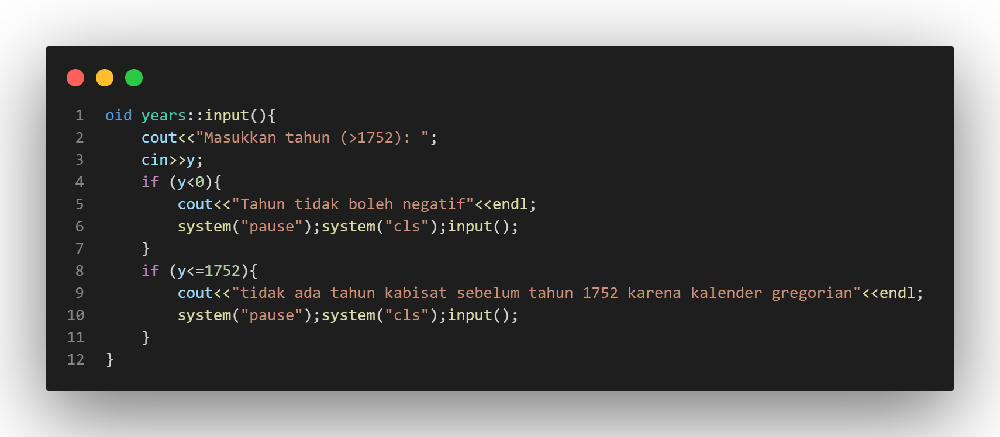 1 oid years::input(){
2     cout<<"Masukkan tahun (>1752): ";
3     cin>>y;
4     if (y<0){
5         cout<<"Tahun tidak boleh negatif"<<endl;
6         system("pause");system("cls");input();
7     }
8     if (y<=1752){
9         cout<<"tidak ada tahun kabisat sebelum tahun 1752 karena kalender gregorian"<<endl;
10         system("pause");system("cls");input();
11     }
12 }